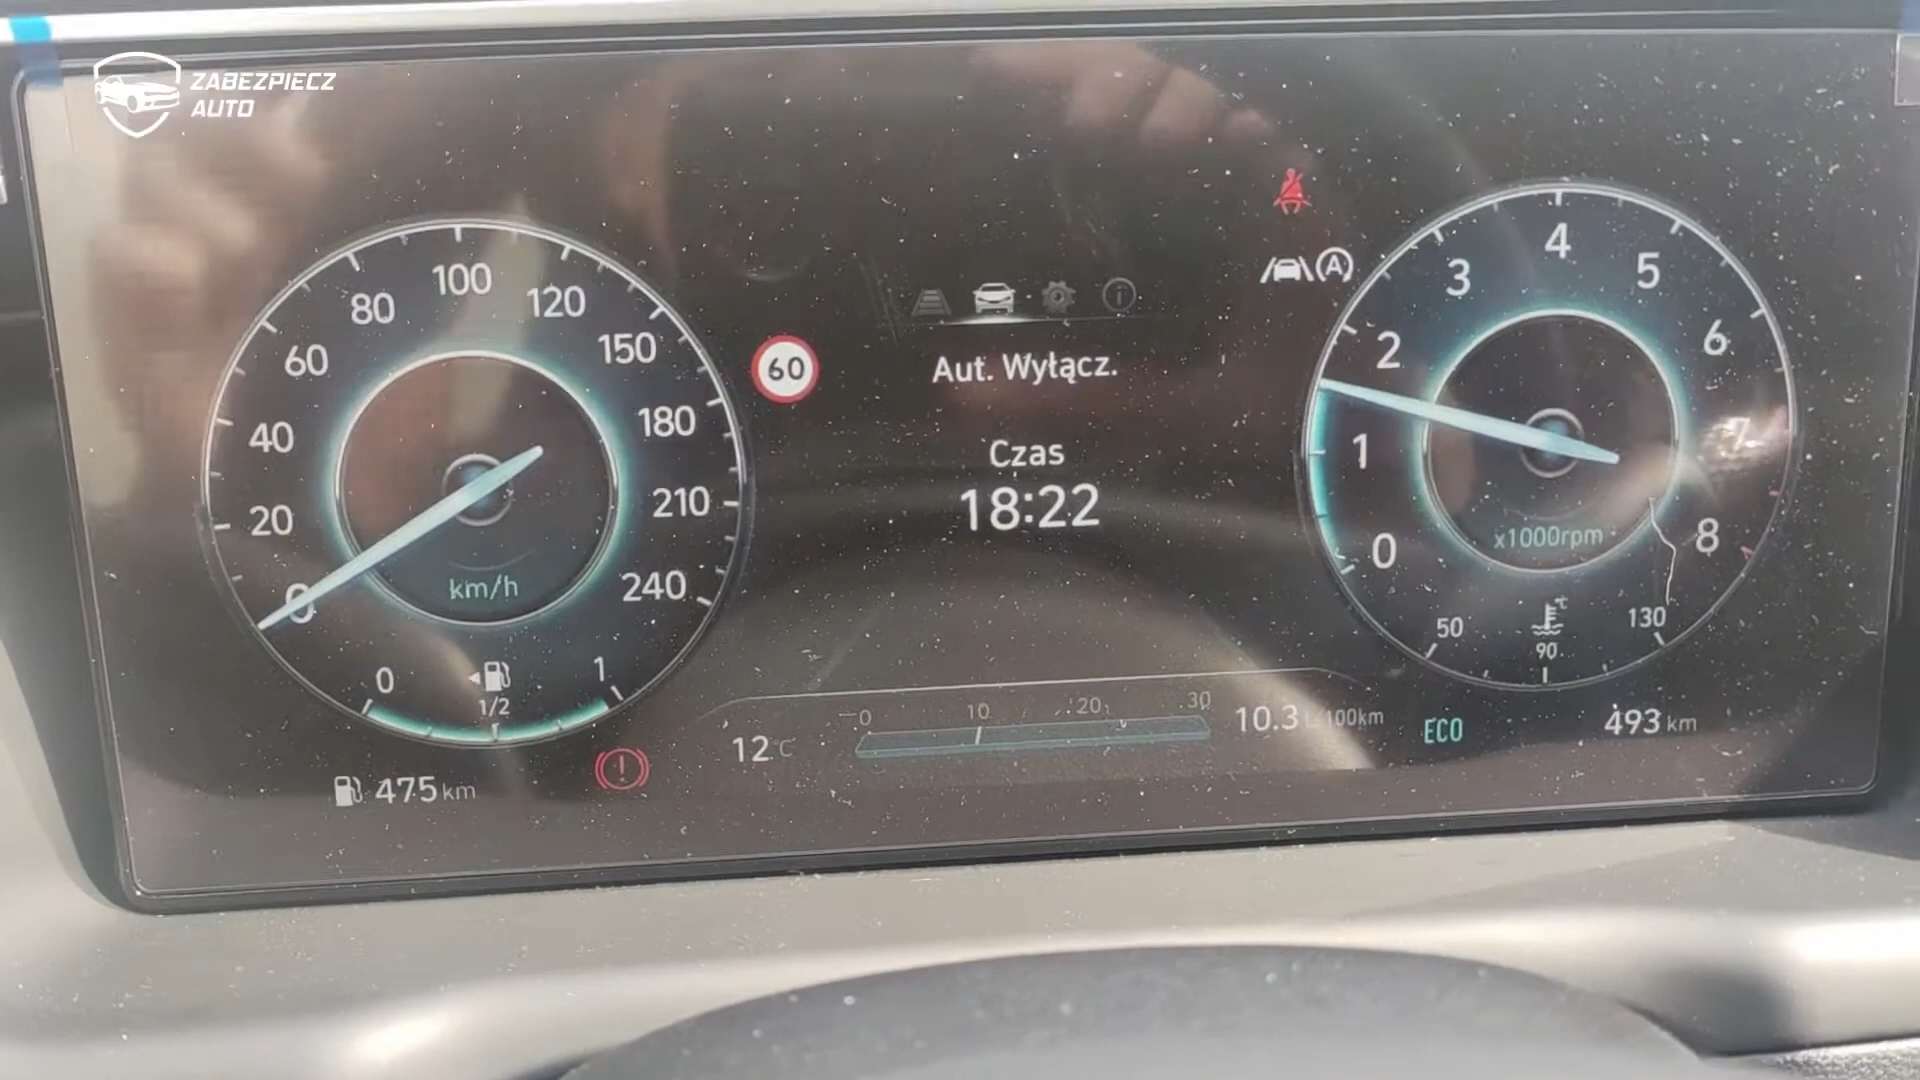 ZABEZPIECZ
AUTO
0
20
40
60
80
100
120
150
180
210
240
km/h
0
1/2
1
475 km
60
Aut. Wyłącz.
Czas
18:22
A
12°C
0
10
20
30
10.3 L/100km
0
1
2
3
4
5
6
7
8
x1000rpm
50
90
130
°C
ECO
493 km